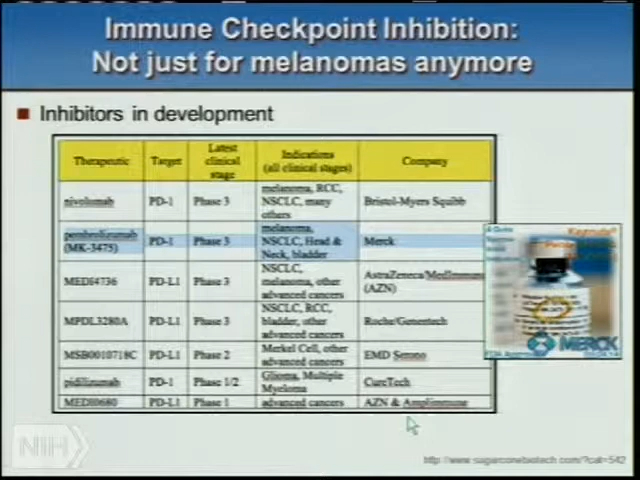 Immune Checkpoint Inhibition:
Not just for melanomas anymore
Inhibitors in development
Therapeutic Target Latest clinical stage Indications (all clinical stages) Company
nivolumab PD-1 Phase 3 melanoma, RCC, NSCLC, many others Bristol-Myers Squibb
pembrolizumab (MK-3475) PD-1 Phase 3 melanoma, NSCLC, Head & Neck, bladder Merck
MEDI4736 PD-L1 Phase 3 NSCLC, melanoma, other advanced cancers AstraZeneca/MedImmune (AZN)
MPDL3280A PD-L1 Phase 3 NSCLC, RCC, bladder, other advanced cancers Roche/Genentech
MSB0010718C PD-L1 Phase 2 Merkel Cell, other advanced cancers EMD Serono
pidilizumab PD-1 Phase 1/2 Glioma, Multiple Myeloma CureTech
MEDI0680 PD-L1 Phase 1 advanced cancers AZN & Amplimmune
Keytruda
MERCK
NIH
http://www.sugarconebiotech.com/?cat=542